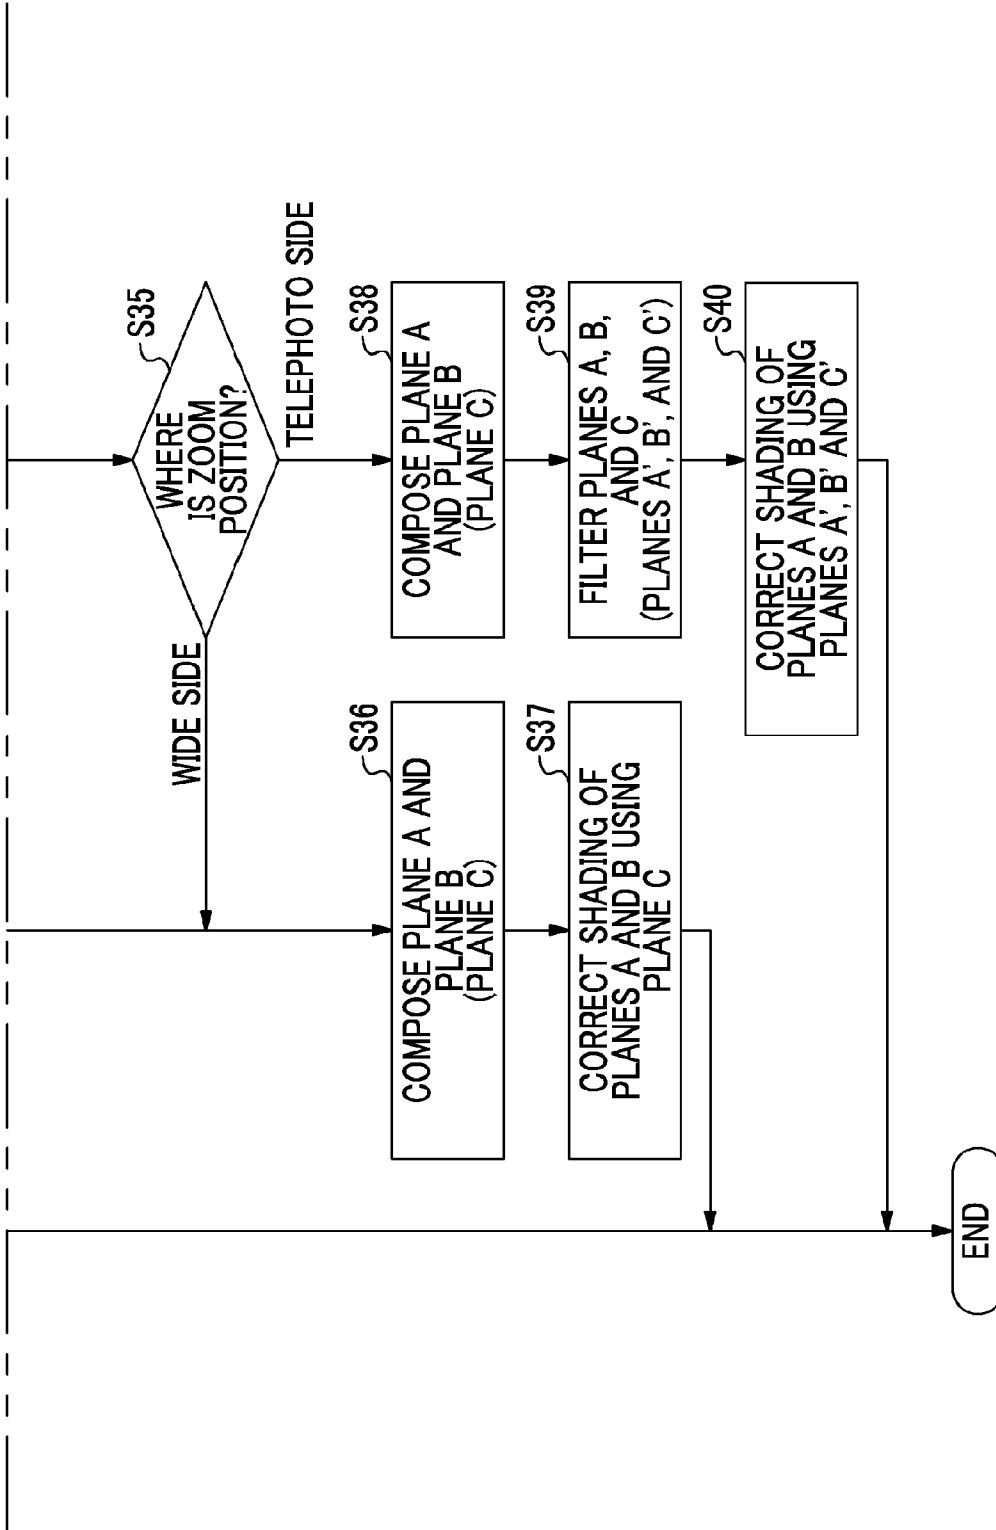 S35
WHERE
IS ZOOM
POSITION?
WIDE SIDE
TELEPHOTO SIDE
S36
COMPOSE PLANE A AND
PLANE B
(PLANE C)
S37
CORRECT SHADING OF
PLANES A AND B USING
PLANE C
S38
COMPOSE PLANE A
AND PLANE B
(PLANE C)
S39
FILTER PLANES A, B,
AND C
(PLANES A', B', AND C')
S40
CORRECT SHADING OF
PLANES A AND B USING
PLANES A', B' AND C'
END